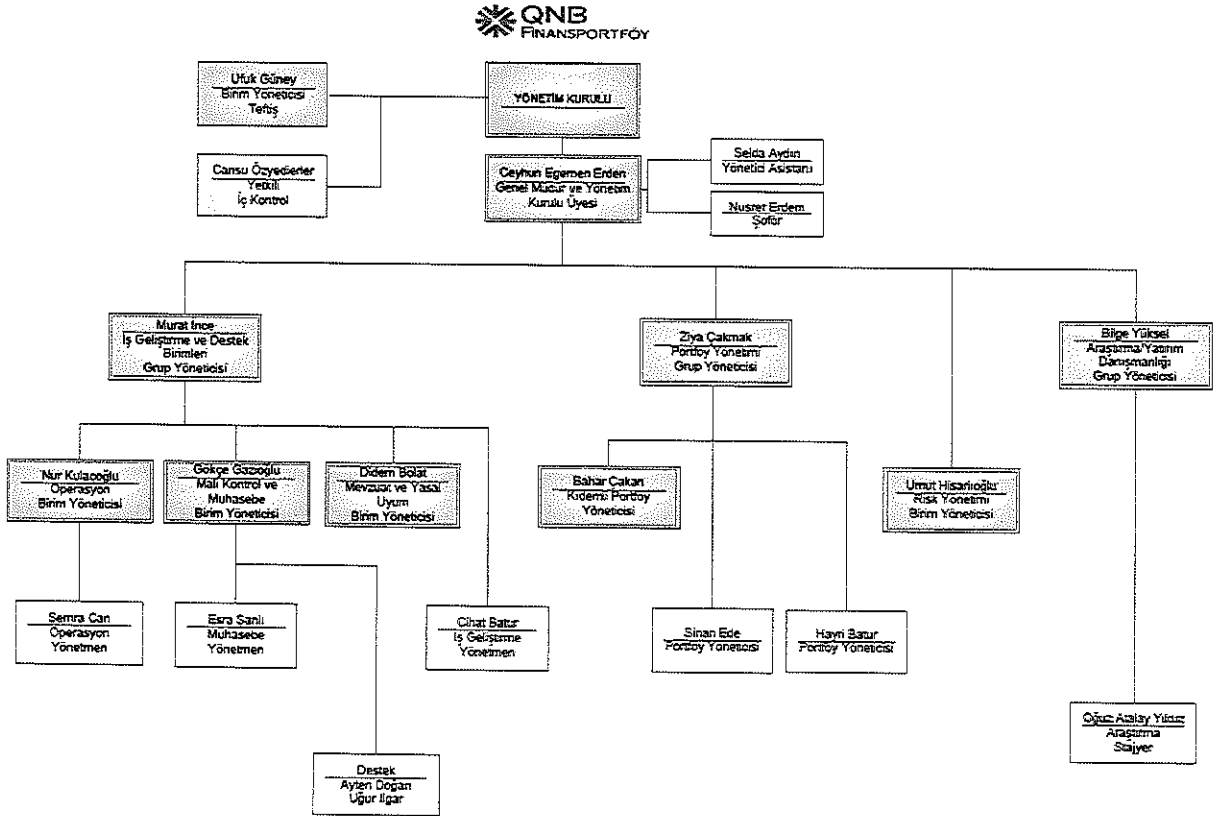 QNB
FİNANSPORTFÖY
Ufuk Güney
Birim Yöneticisi
Teftiş
YÖNETİM KURULU
Cansu Özyedierler
Yetkili
İç Kontrol
Ceyhun Egemen Erden
Genel Müdür ve Yönetim
Kurulu Üyesi
Selda Aydın
Yönetici Asistanı
Nusret Erdem
Şoför
Murat İnce
İş Geliştirme ve Destek
Birimleri
Grup Yöneticisi
Ziya Çakmak
Portföy Yönetimi
Grup Yöneticisi
Bilge Yüksel
Araştırma/Yatırım
Danışmanlığı
Grup Yöneticisi
Nur Kulacoğlu
Operasyon
Birim Yöneticisi
Gökçe Gazioğlu
Mali Kontrol ve
Muhasebe
Birim Yöneticisi
Didem Bolat
Mevzuat ve Yasal
Uyum
Birim Yöneticisi
Bahar Çakan
Kıdemli Portföy
Yöneticisi
Umut Hisarlıoğlu
Risk Yönetimi
Birim Yöneticisi
Semra Can
Operasyon
Yönetmen
Esra Sanlı
Muhasebe
Yönetmen
Cihat Batur
İş Geliştirme
Yönetmen
Sinan Ede
Portföy Yöneticisi
Hayri Batur
Portföy Yöneticisi
Oğuz Atalay Yıldız
Araştırma
Stajyer
Destek
Ayten Doğan
Uğur Ilgar